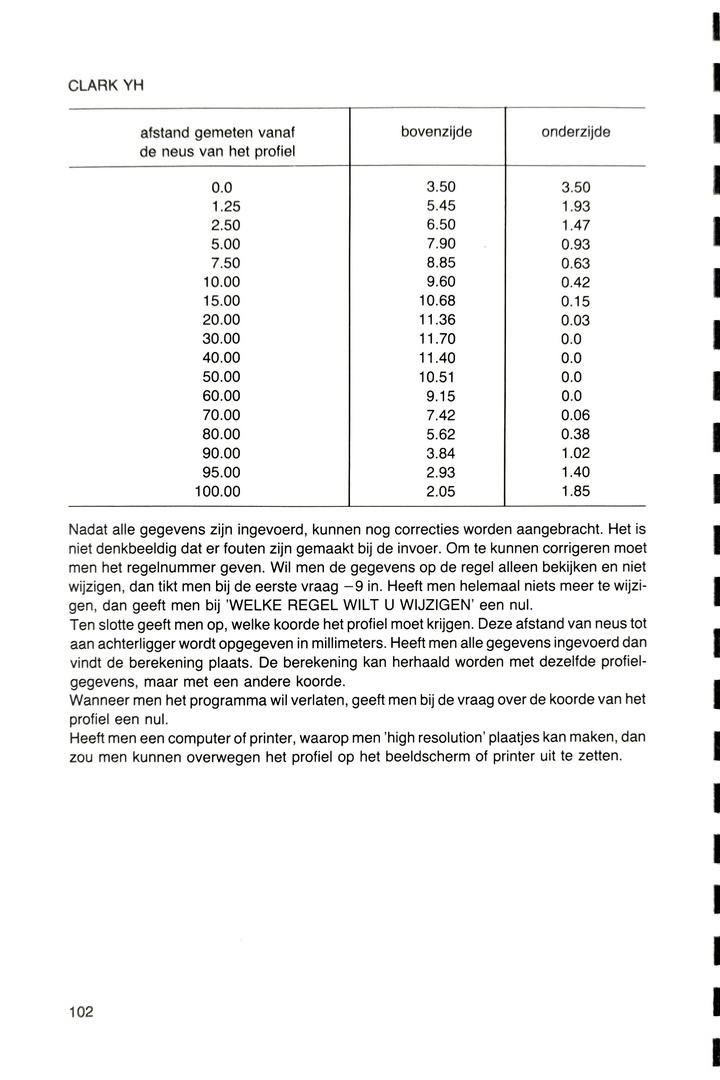 CLARK YH
afstand gemeten vanaf bovenzijde onderzijde
de neus van het profiel
0.0 3.50 3.50
1.25 5.45 1.93
2.50 6.50 1.47
5.00 7.90 0.93
7.50 8.85 0.63
10.00 9.60 0.42
15.00 10.68 0.15
20.00 11.36 0.03
30.00 11.70 0.0
40.00 11.40 0.0
50.00 10.51 0.0
60.00 9.15 0.0
70.00 7.42 0.06
80.00 5.62 0.38
90.00 3.84 1.02
95.00 2.93 1.40
100.00 2.05 1.85
Nadat alle gegevens zijn ingevoerd, kunnen nog correcties worden aangebracht. Het is
niet denkbeeldig dat er fouten zijn gemaakt bij de invoer. Om te kunnen corrigeren moet
men het regelnummer geven. Wil men de gegevens op de regel alleen bekijken en niet
wijzigen, dan tikt men bij de eerste vraag −9 in. Heeft men helemaal niets meer te wijzi-
gen, dan geeft men bij 'WELKE REGEL WILT U WIJZIGEN' een nul.
Ten slotte geeft men op, welke koorde het profiel moet krijgen. Deze afstand van neus tot
aan achterligger wordt opgegeven in millimeters. Heeft men alle gegevens ingevoerd dan
vindt de berekening plaats. De berekening kan herhaald worden met dezelfde profiel-
gegevens, maar met een andere koorde.
Wanneer men het programma wil verlaten, geeft men bij de vraag over de koorde van het
profiel een nul.
Heeft men een computer of printer, waarop men 'high resolution' plaatjes kan maken, dan
zou men kunnen overwegen het profiel op het beeldscherm of printer uit te zetten.
102